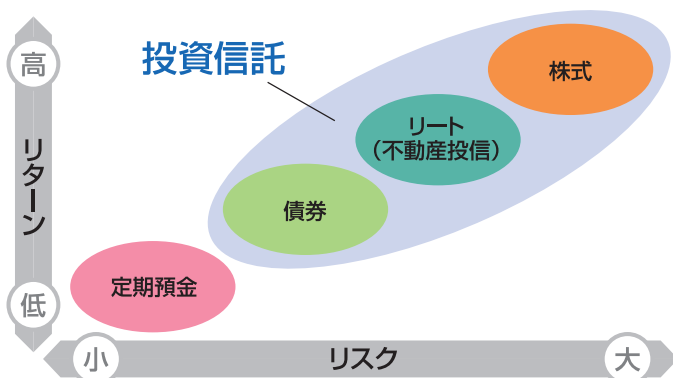 高
投資信託
株式
リート
（不動産投信）
リターン
債券
定期預金
低
小
リスク
大